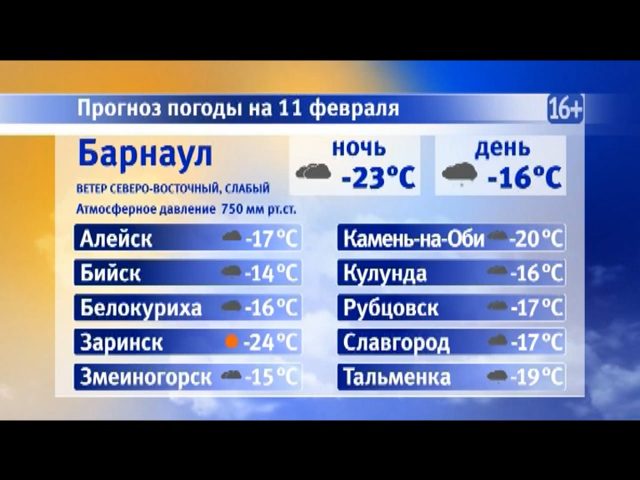 Прогноз погоды на 11 февраля
16+
Барнаул
ночь
-23°C
день
-16°C
ВЕТЕР СЕВЕРО-ВОСТОЧНЫЙ, СЛАБЫЙ
Атмосферное давление 750 мм рт.ст.
Алейск -17°C
Бийск -14°C
Белокуриха -16°C
Заринск -24°C
Змеиногорск -15°C
Камень-на-Оби -20°C
Кулунда -16°C
Рубцовск -17°C
Славгород -17°C
Тальменка -19°C